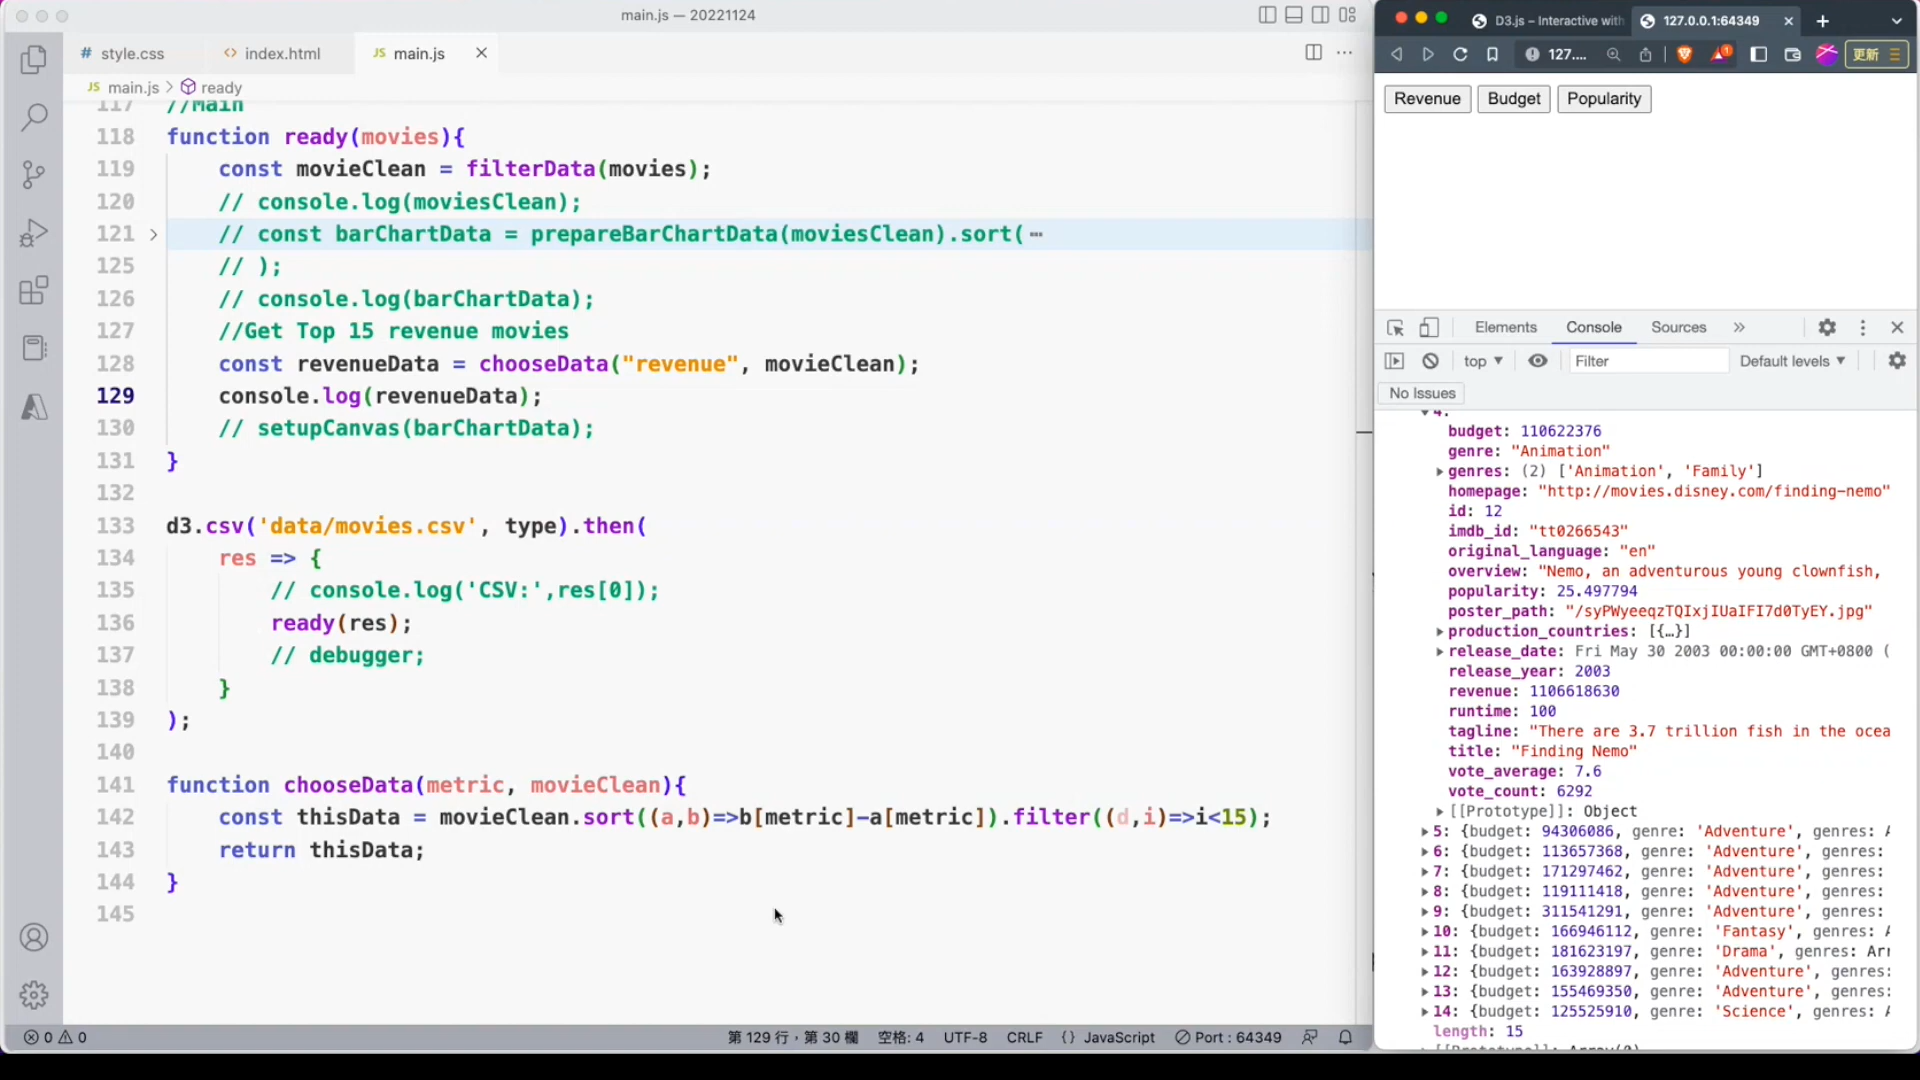 main.js — 20221124
# style.css
<> index.html
JS main.js
JS main.js > ready
117 //Main
118 function ready(movies){
119 const movieClean = filterData(movies);
120 // console.log(moviesClean);
121 // const barChartData = prepareBarChartData(moviesClean).sort(⋯
125 // );
126 // console.log(barChartData);
127 //Get Top 15 revenue movies
128 const revenueData = chooseData("revenue", movieClean);
129 console.log(revenueData);
130 // setupCanvas(barChartData);
131 }
132
133 d3.csv('data/movies.csv', type).then(
134 res => {
135 // console.log('CSV:',res[0]);
136 ready(res);
137 // debugger;
138 }
139 );
140
141 function chooseData(metric, movieClean){
142 const thisData = movieClean.sort((a,b)=>b[metric]-a[metric]).filter((d,i)=>i<15);
143 return thisData;
144 }
145
0 0
第 129 行，第 30 欄 空格: 4 UTF-8 CRLF {} JavaScript Port : 64349
D3.js – Interactive with
127.0.0.1:64349
127.... 1 更新
Revenue Budget Popularity
Elements Console Sources »
top Filter Default levels
No Issues
4:
budget: 110622376
genre: "Animation"
genres: (2) ['Animation', 'Family']
homepage: "http://movies.disney.com/finding-nemo"
id: 12
imdb_id: "tt0266543"
original_language: "en"
overview: "Nemo, an adventurous young clownfish,
popularity: 25.497794
poster_path: "/syPWyeeqzTQIxjIUaIFI7d0TyEY.jpg"
production_countries: [{…}]
release_date: Fri May 30 2003 00:00:00 GMT+0800 (
release_year: 2003
revenue: 1106618630
runtime: 100
tagline: "There are 3.7 trillion fish in the ocea
title: "Finding Nemo"
vote_average: 7.6
vote_count: 6292
[[Prototype]]: Object
5: {budget: 94306086, genre: 'Adventure', genres: A
6: {budget: 113657368, genre: 'Adventure', genres:
7: {budget: 171297462, genre: 'Adventure', genres:
8: {budget: 119111418, genre: 'Adventure', genres:
9: {budget: 311541291, genre: 'Adventure', genres:
10: {budget: 166946112, genre: 'Fantasy', genres: A
11: {budget: 181623197, genre: 'Drama', genres: Arr
12: {budget: 163928897, genre: 'Adventure', genres:
13: {budget: 155469350, genre: 'Adventure', genres:
14: {budget: 125525910, genre: 'Science', genres: A
length: 15
[[Prototype]]: Array(0)